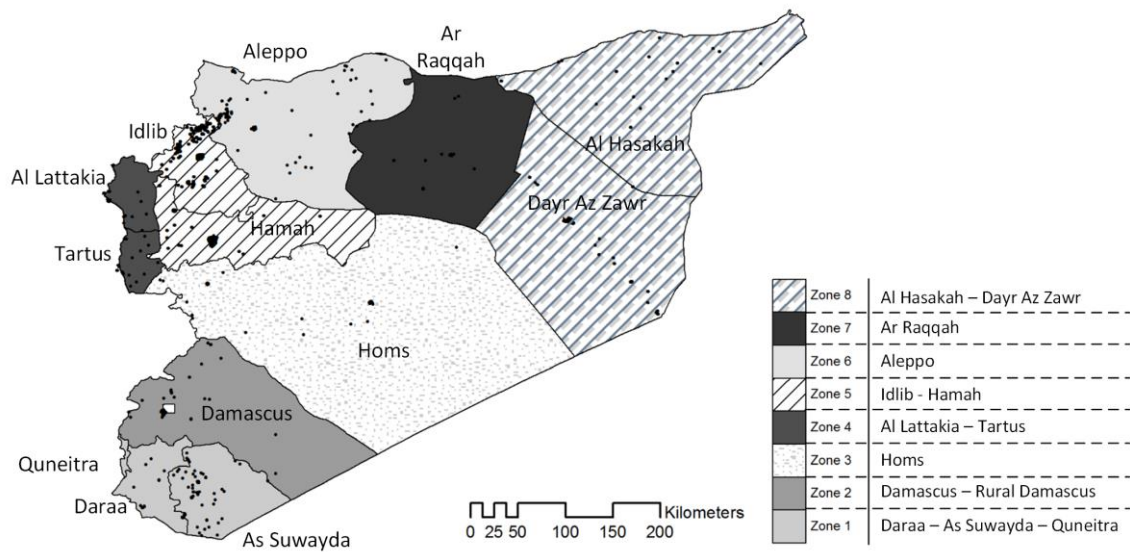 Ar
Raqqah
Aleppo
Idlib
Al Hasakah
Al Lattakia
Dayr Az Zawr
Hamah
Tartus
Homs
Damascus
Quneitra
Daraa
As Suwayda
Kilometers
0 25 50 100 150 200
Zone 8 Al Hasakah – Dayr Az Zawr
Zone 7 Ar Raqqah
Zone 6 Aleppo
Zone 5 Idlib - Hamah
Zone 4 Al Lattakia – Tartus
Zone 3 Homs
Zone 2 Damascus – Rural Damascus
Zone 1 Daraa – As Suwayda – Quneitra